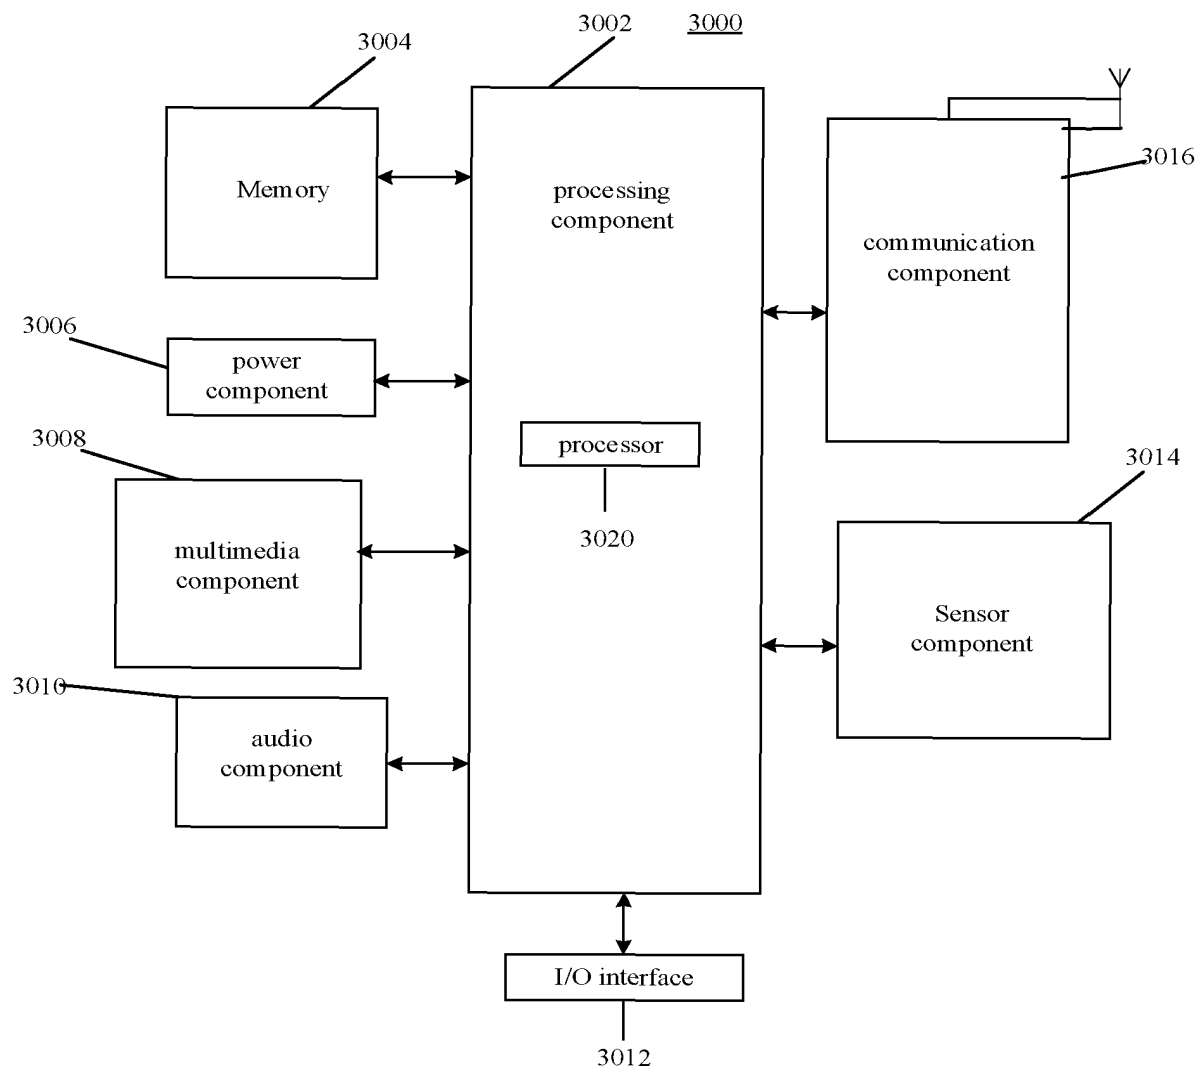 3002
3000
3004
3016
Memory
processing
component
communication
component
3006
power
component
3008
processor
3014
3020
multimedia
component
Sensor
component
3010
audio
component
I/O interface
3012